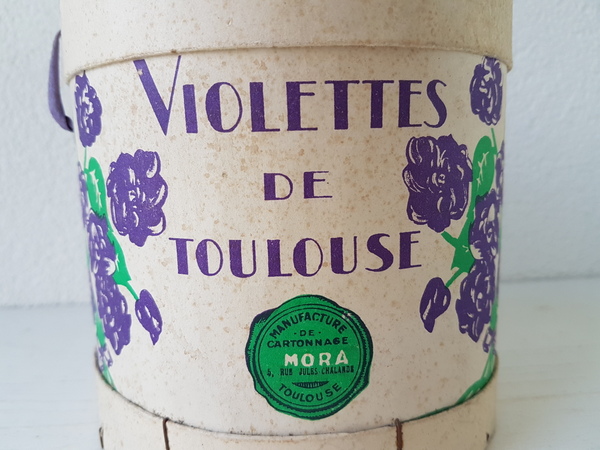 VIOLETTES
DE
TOULOUSE
MANUFACTURE
- DE -
CARTONNAGE
MORA
5, RUE JULES CHALANDE
TOULOUSE